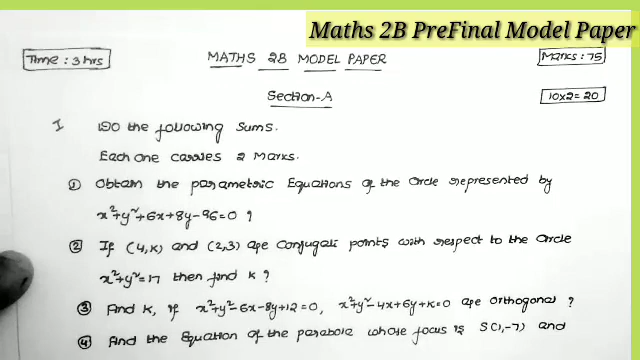 Maths 2B PreFinal Model Paper
Time : 3 hrs
MATHS 2B MODEL PAPER
Marks : 75
Section-A
10x2=20
I Do the following Sums.
Each one carries 2 Marks.
① Obtain the parametric Equations of the circle represented by
x²+y²+6x+8y-96=0 ?
② If (4,K) and (2,3) are conjugate points with respect to the circle
x²+y²=17 then find K ?
③ Find K, if x²+y²-6x-8y+12=0, x²+y²-4x+6y+K=0 are orthogonal ?
④ Find the Equation of the parabola whose focus is S(1,-7) and